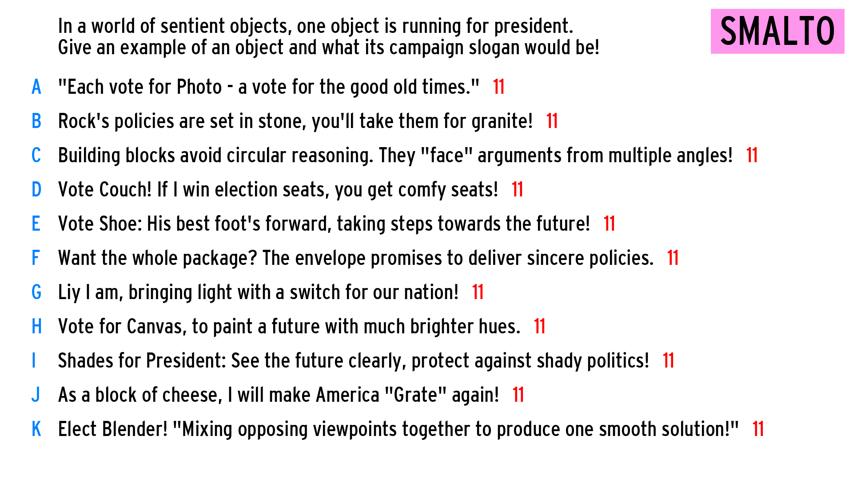 In a world of sentient objects, one object is running for president.
Give an example of an object and what its campaign slogan would be!
SMALTO
A "Each vote for Photo - a vote for the good old times." 11
B Rock's policies are set in stone, you'll take them for granite! 11
C Building blocks avoid circular reasoning. They "face" arguments from multiple angles! 11
D Vote Couch! If I win election seats, you get comfy seats! 11
E Vote Shoe: His best foot's forward, taking steps towards the future! 11
F Want the whole package? The envelope promises to deliver sincere policies. 11
G Liy I am, bringing light with a switch for our nation! 11
H Vote for Canvas, to paint a future with much brighter hues. 11
I Shades for President: See the future clearly, protect against shady politics! 11
J As a block of cheese, I will make America "Grate" again! 11
K Elect Blender! "Mixing opposing viewpoints together to produce one smooth solution!" 11